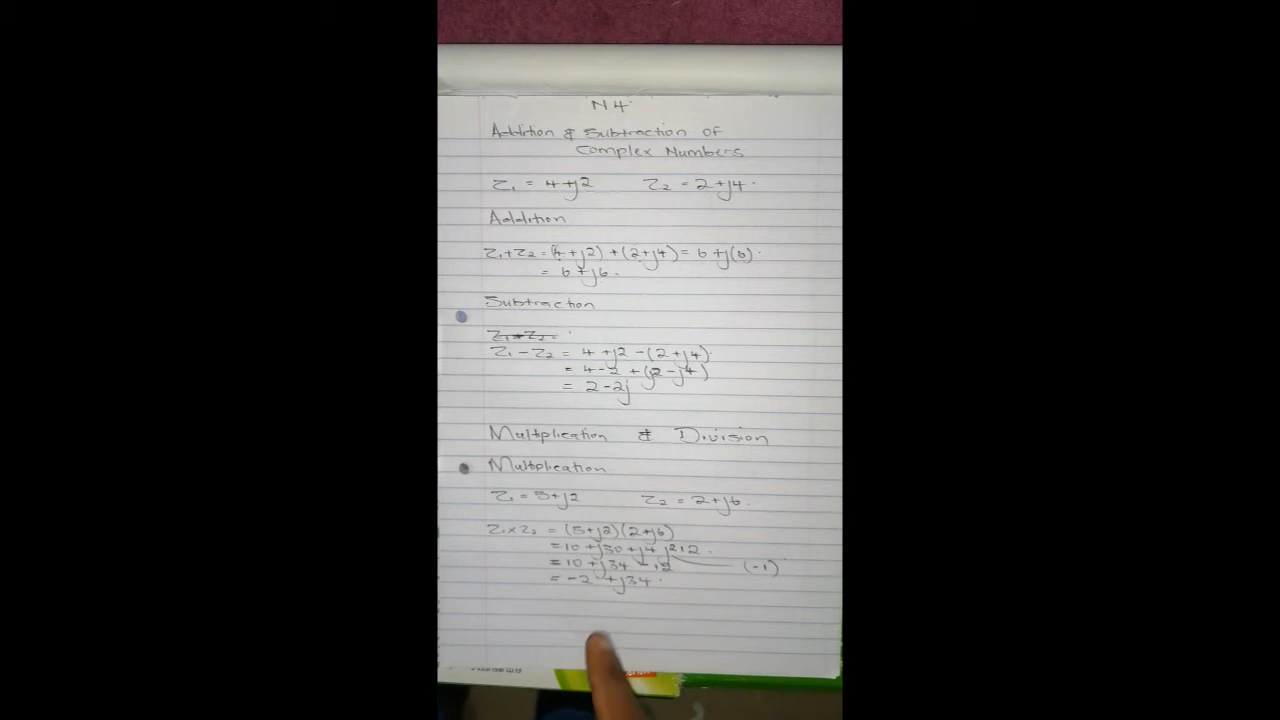 N4
Addition & Subtraction of
Complex Numbers
Z₁ = 4+j2 Z₂ = 2+j4
Addition
Z₁+Z₂ = (4+j2)+(2+j4) = 6+j(6)
= 6+j6
Subtraction
Z₁+Z₂ =
Z₁-Z₂ = 4+j2-(2+j4)
= 4-2+(j2-j4)
= 2-2j
Multiplication & Division
Multiplication
Z₁ = 5+j2 Z₂ = 2+j6
Z₁×Z₂ = (5+j2)(2+j6)
= 10+j30+j4 j²12
= 10+j34-12 (-1)
= -2+j34